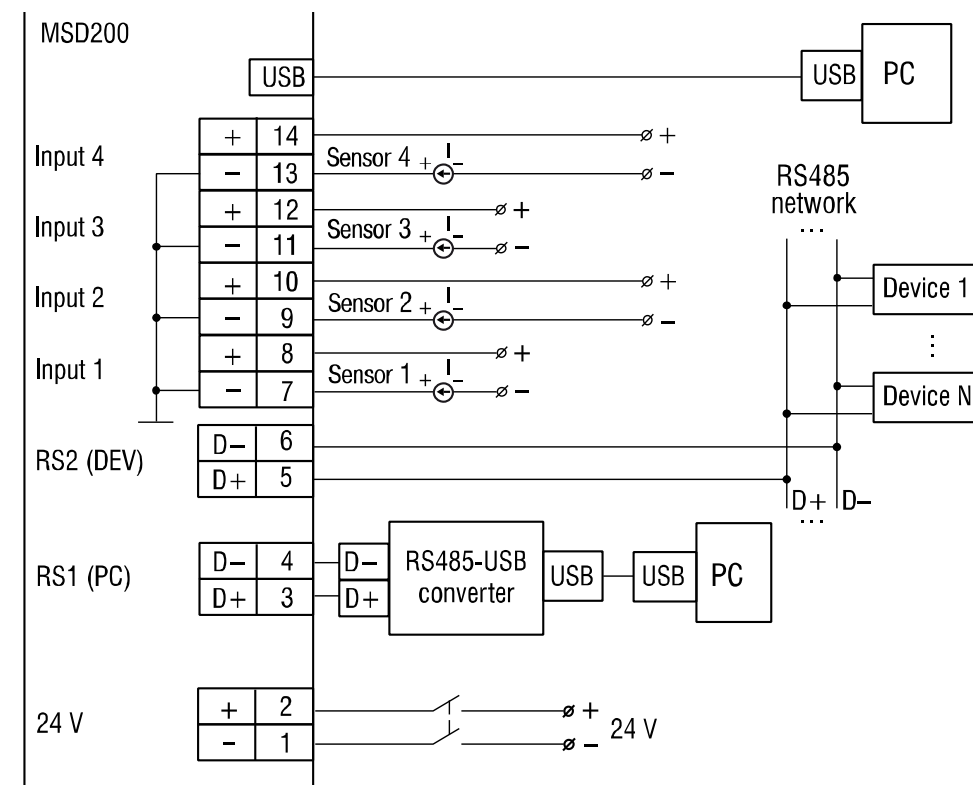 MSD200
USB
USB PC
Input 4 + 14 +
− 13 Sensor 4 + I − −
Input 3 + 12 +
− 11 Sensor 3 + I − −
Input 2 + 10 +
− 9 Sensor 2 + I − −
Input 1 + 8 +
− 7 Sensor 1 + I − −
RS485
network
...
Device 1
...
Device N
D+ D−
...
RS2 (DEV)
D− 6
D+ 5
RS1 (PC)
D− 4
D+ 3
D−
D+
RS485-USB
converter
USB
USB
PC
24 V
+ 2 +
− 1 −
24 V